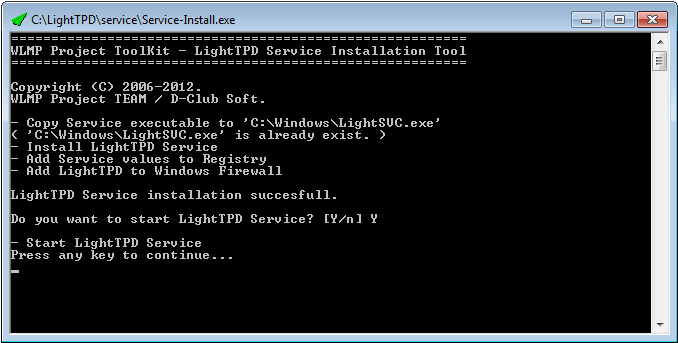 C:\LightTPD\service\Service-Install.exe
=========================================================
WLMP Project ToolKit - LightTPD Service Installation Tool
=========================================================
Copyright (C) 2006-2012.
WLMP Project TEAM / D-Club Soft.
- Copy Service executable to 'C:\Windows\LightSVC.exe'
( 'C:\Windows\LightSVC.exe' is already exist. )
- Install LightTPD Service
- Add Service values to Registry
- Add LightTPD to Windows Firewall
LightTPD Service installation succesfull.
Do you want to start LightTPD Service? [Y/n] Y
- Start LightTPD Service
Press any key to continue...